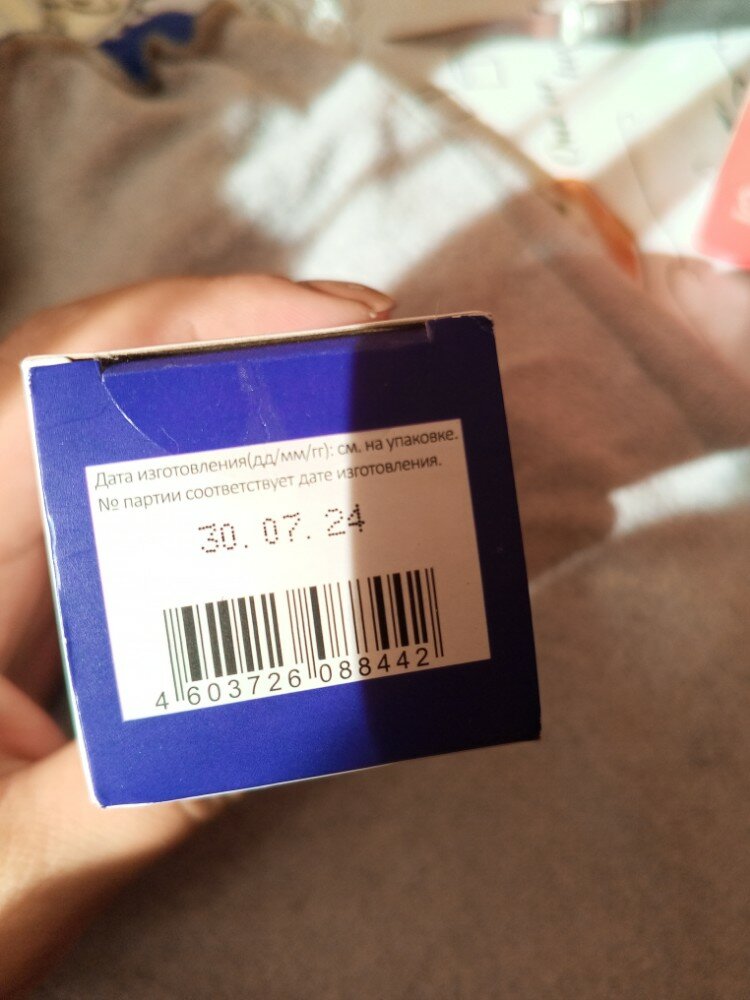 Дата изготовления(дд/мм/гг): см. на упаковке.
№ партии соответствует дате изготовления.
30. 07. 24
4 603726 088442